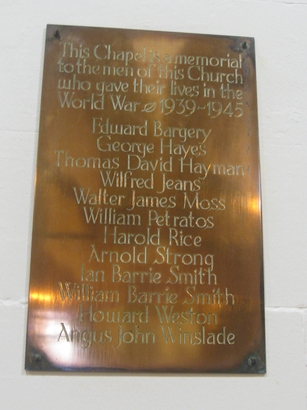 This Chapel is a memorial
to the men of this Church
who gave their lives in the
World War 1939-1945
Edward Bargery
George Hayes
Thomas David Hayman
Wilfred Jeans
Walter James Moss
William Petratos
Harold Rice
Arnold Strong
Ian Barrie Smith
William Barrie Smith
Howard Weston
Angus John Winslade